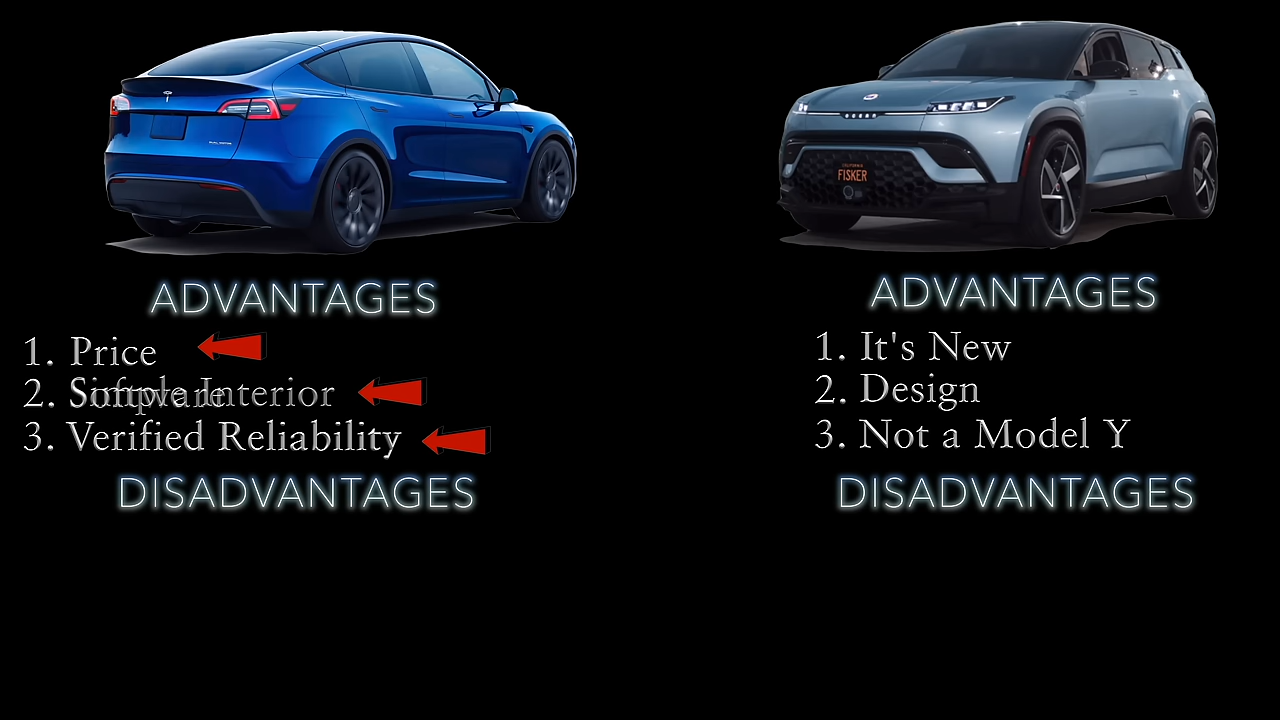 FISKER
ADVANTAGES
ADVANTAGES
1. Price
2. Interior
3. Verified Reliability
1. It's New
2. Design
3. Not a Model Y
DISADVANTAGES
DISADVANTAGES